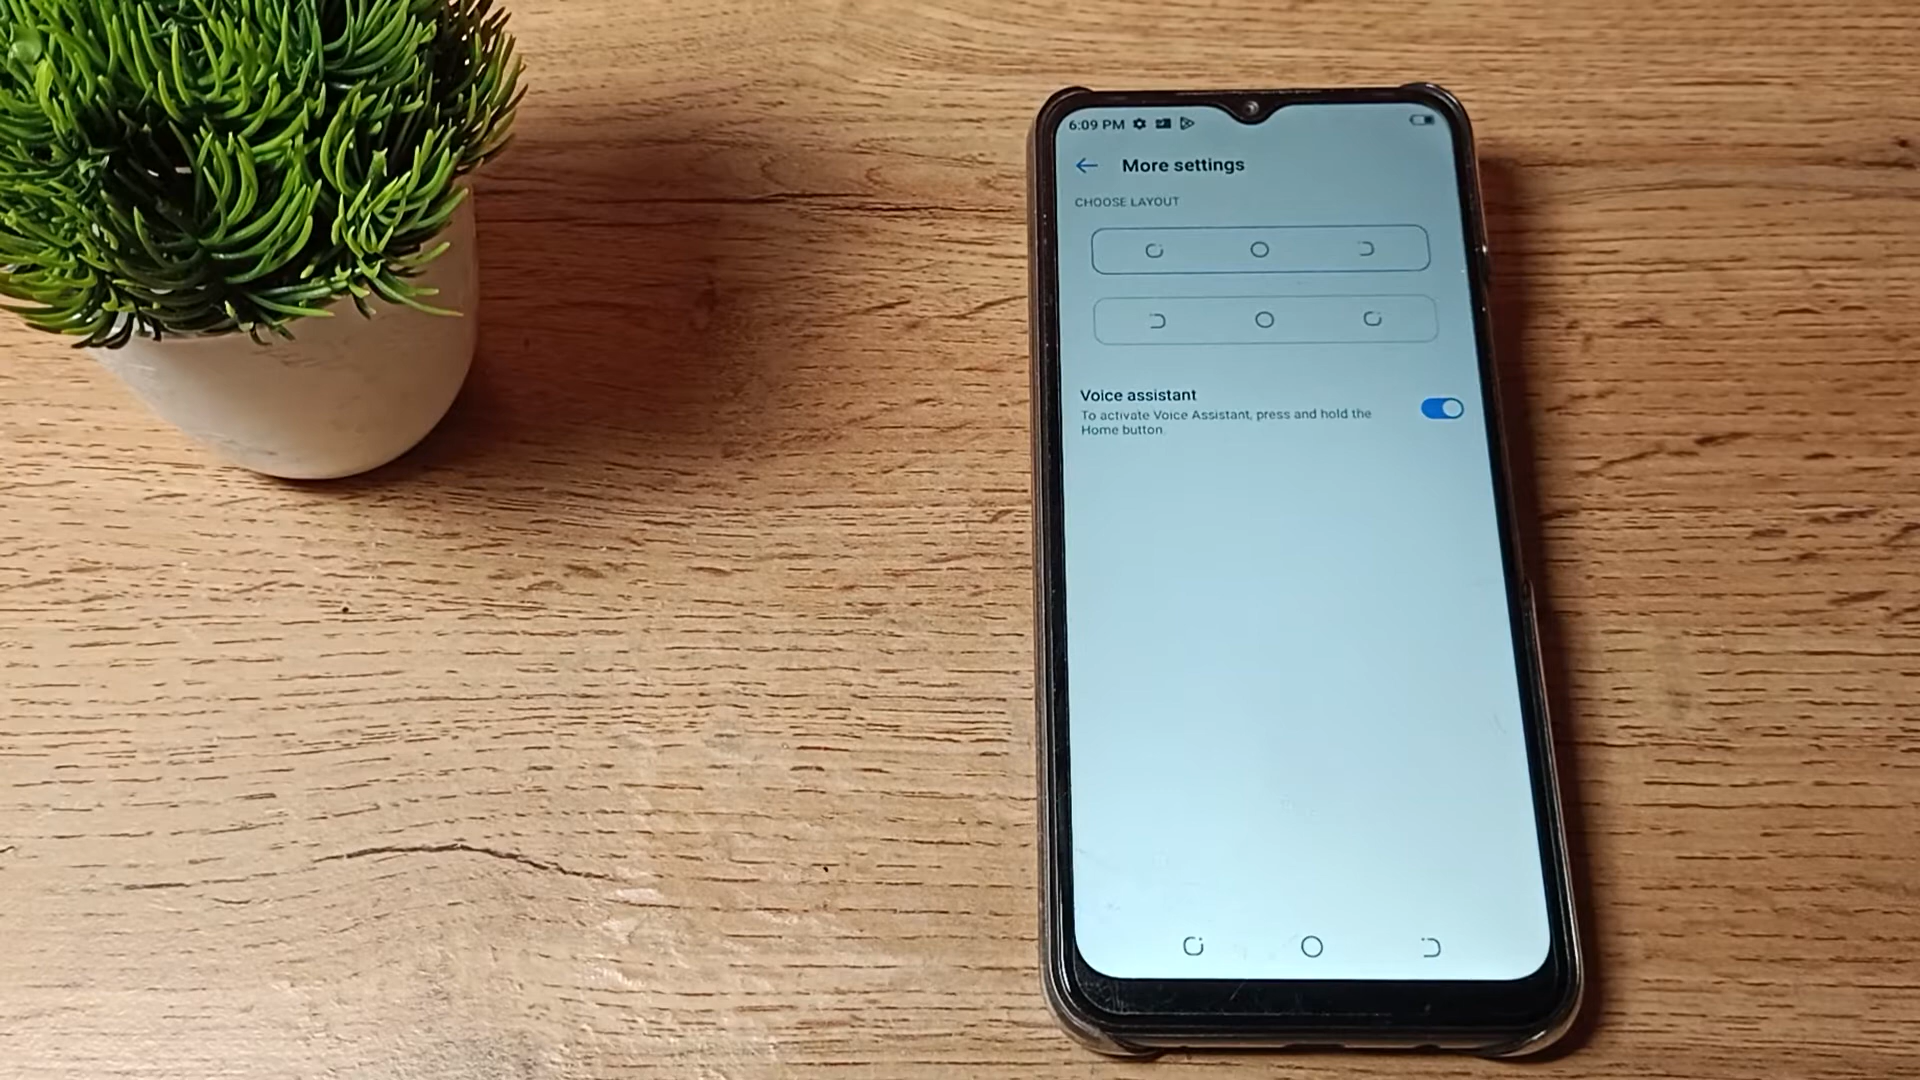 6:09 PM
More settings
CHOOSE LAYOUT
Voice assistant
To activate Voice Assistant, press and hold the
Home button.